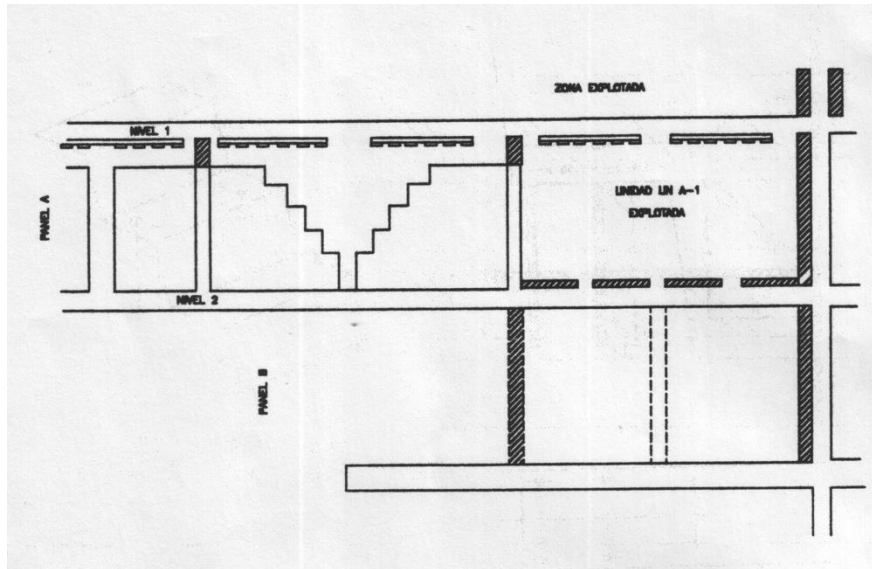 ZONA EXPLOTADA
NIVEL 1
UNIDAD UN A-1
EXPLOTADA
PANEL A
NIVEL 2
PANEL B